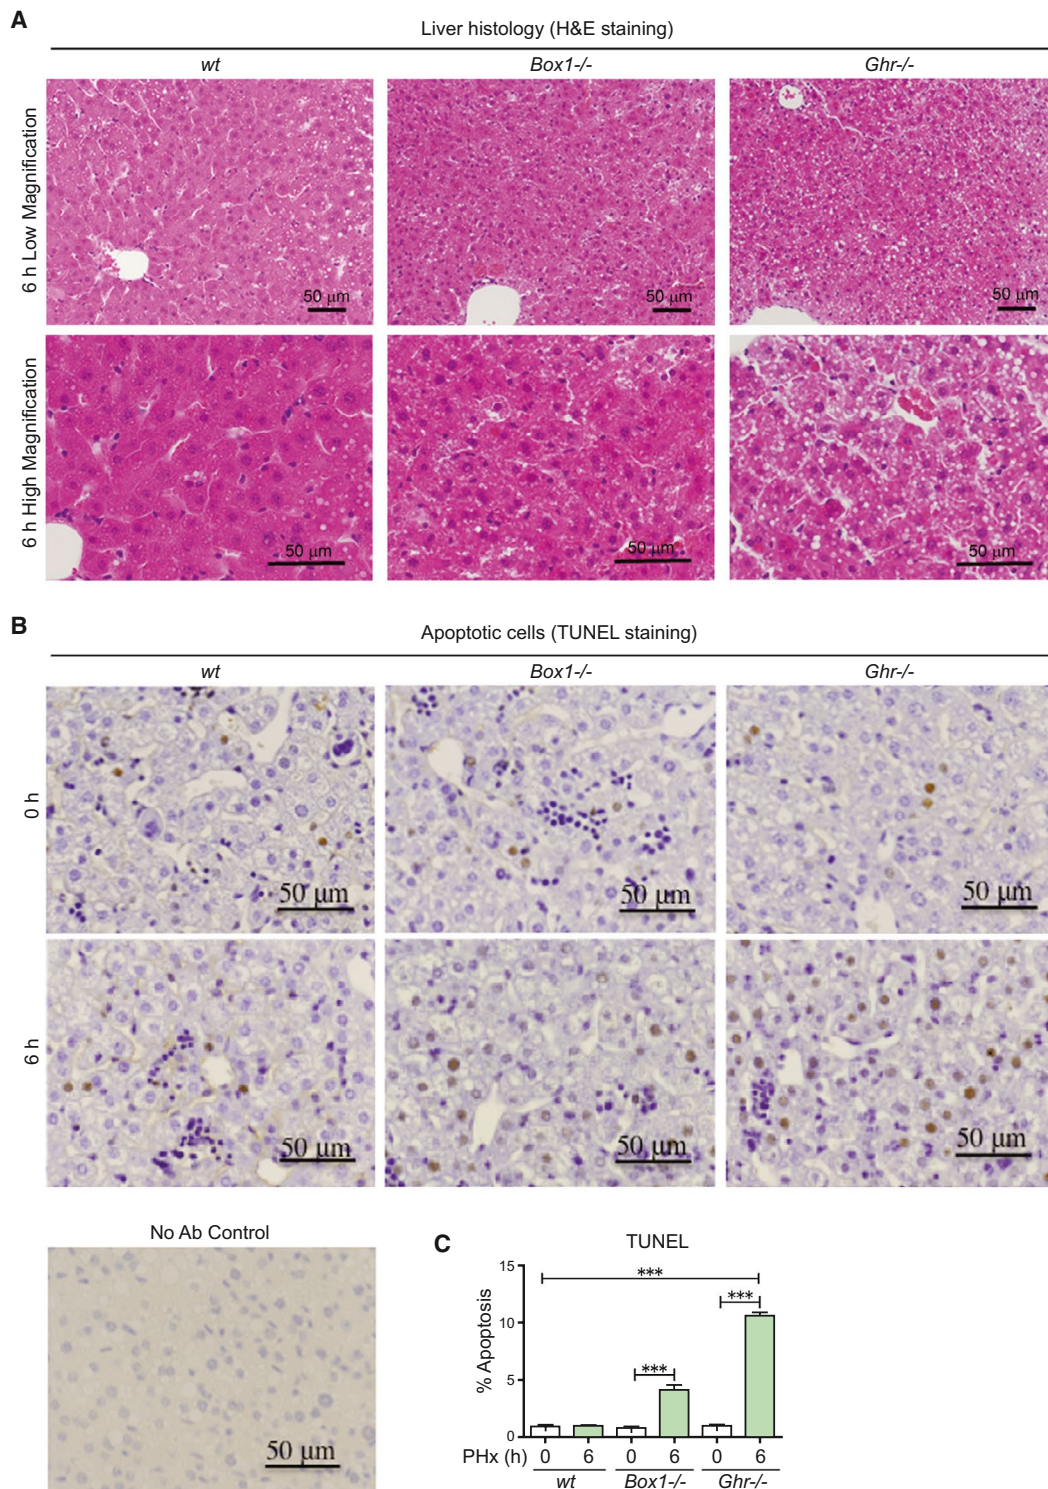 A
Liver histology (H&E staining)
wt Box1-/- Ghr-/-
6 h Low Magnification
50 μm 50 μm 50 μm
6 h High Magnification
50 μm 50 μm 50 μm
B
Apoptotic cells (TUNEL staining)
wt Box1-/- Ghr-/-
0 h
50 μm 50 μm 50 μm
6 h
50 μm 50 μm 50 μm
No Ab Control
50 μm
C
TUNEL
% Apoptosis
15
10
5
0
***
***
***
PHx (h) 0 6 0 6 0 6
wt Box1-/- Ghr-/-